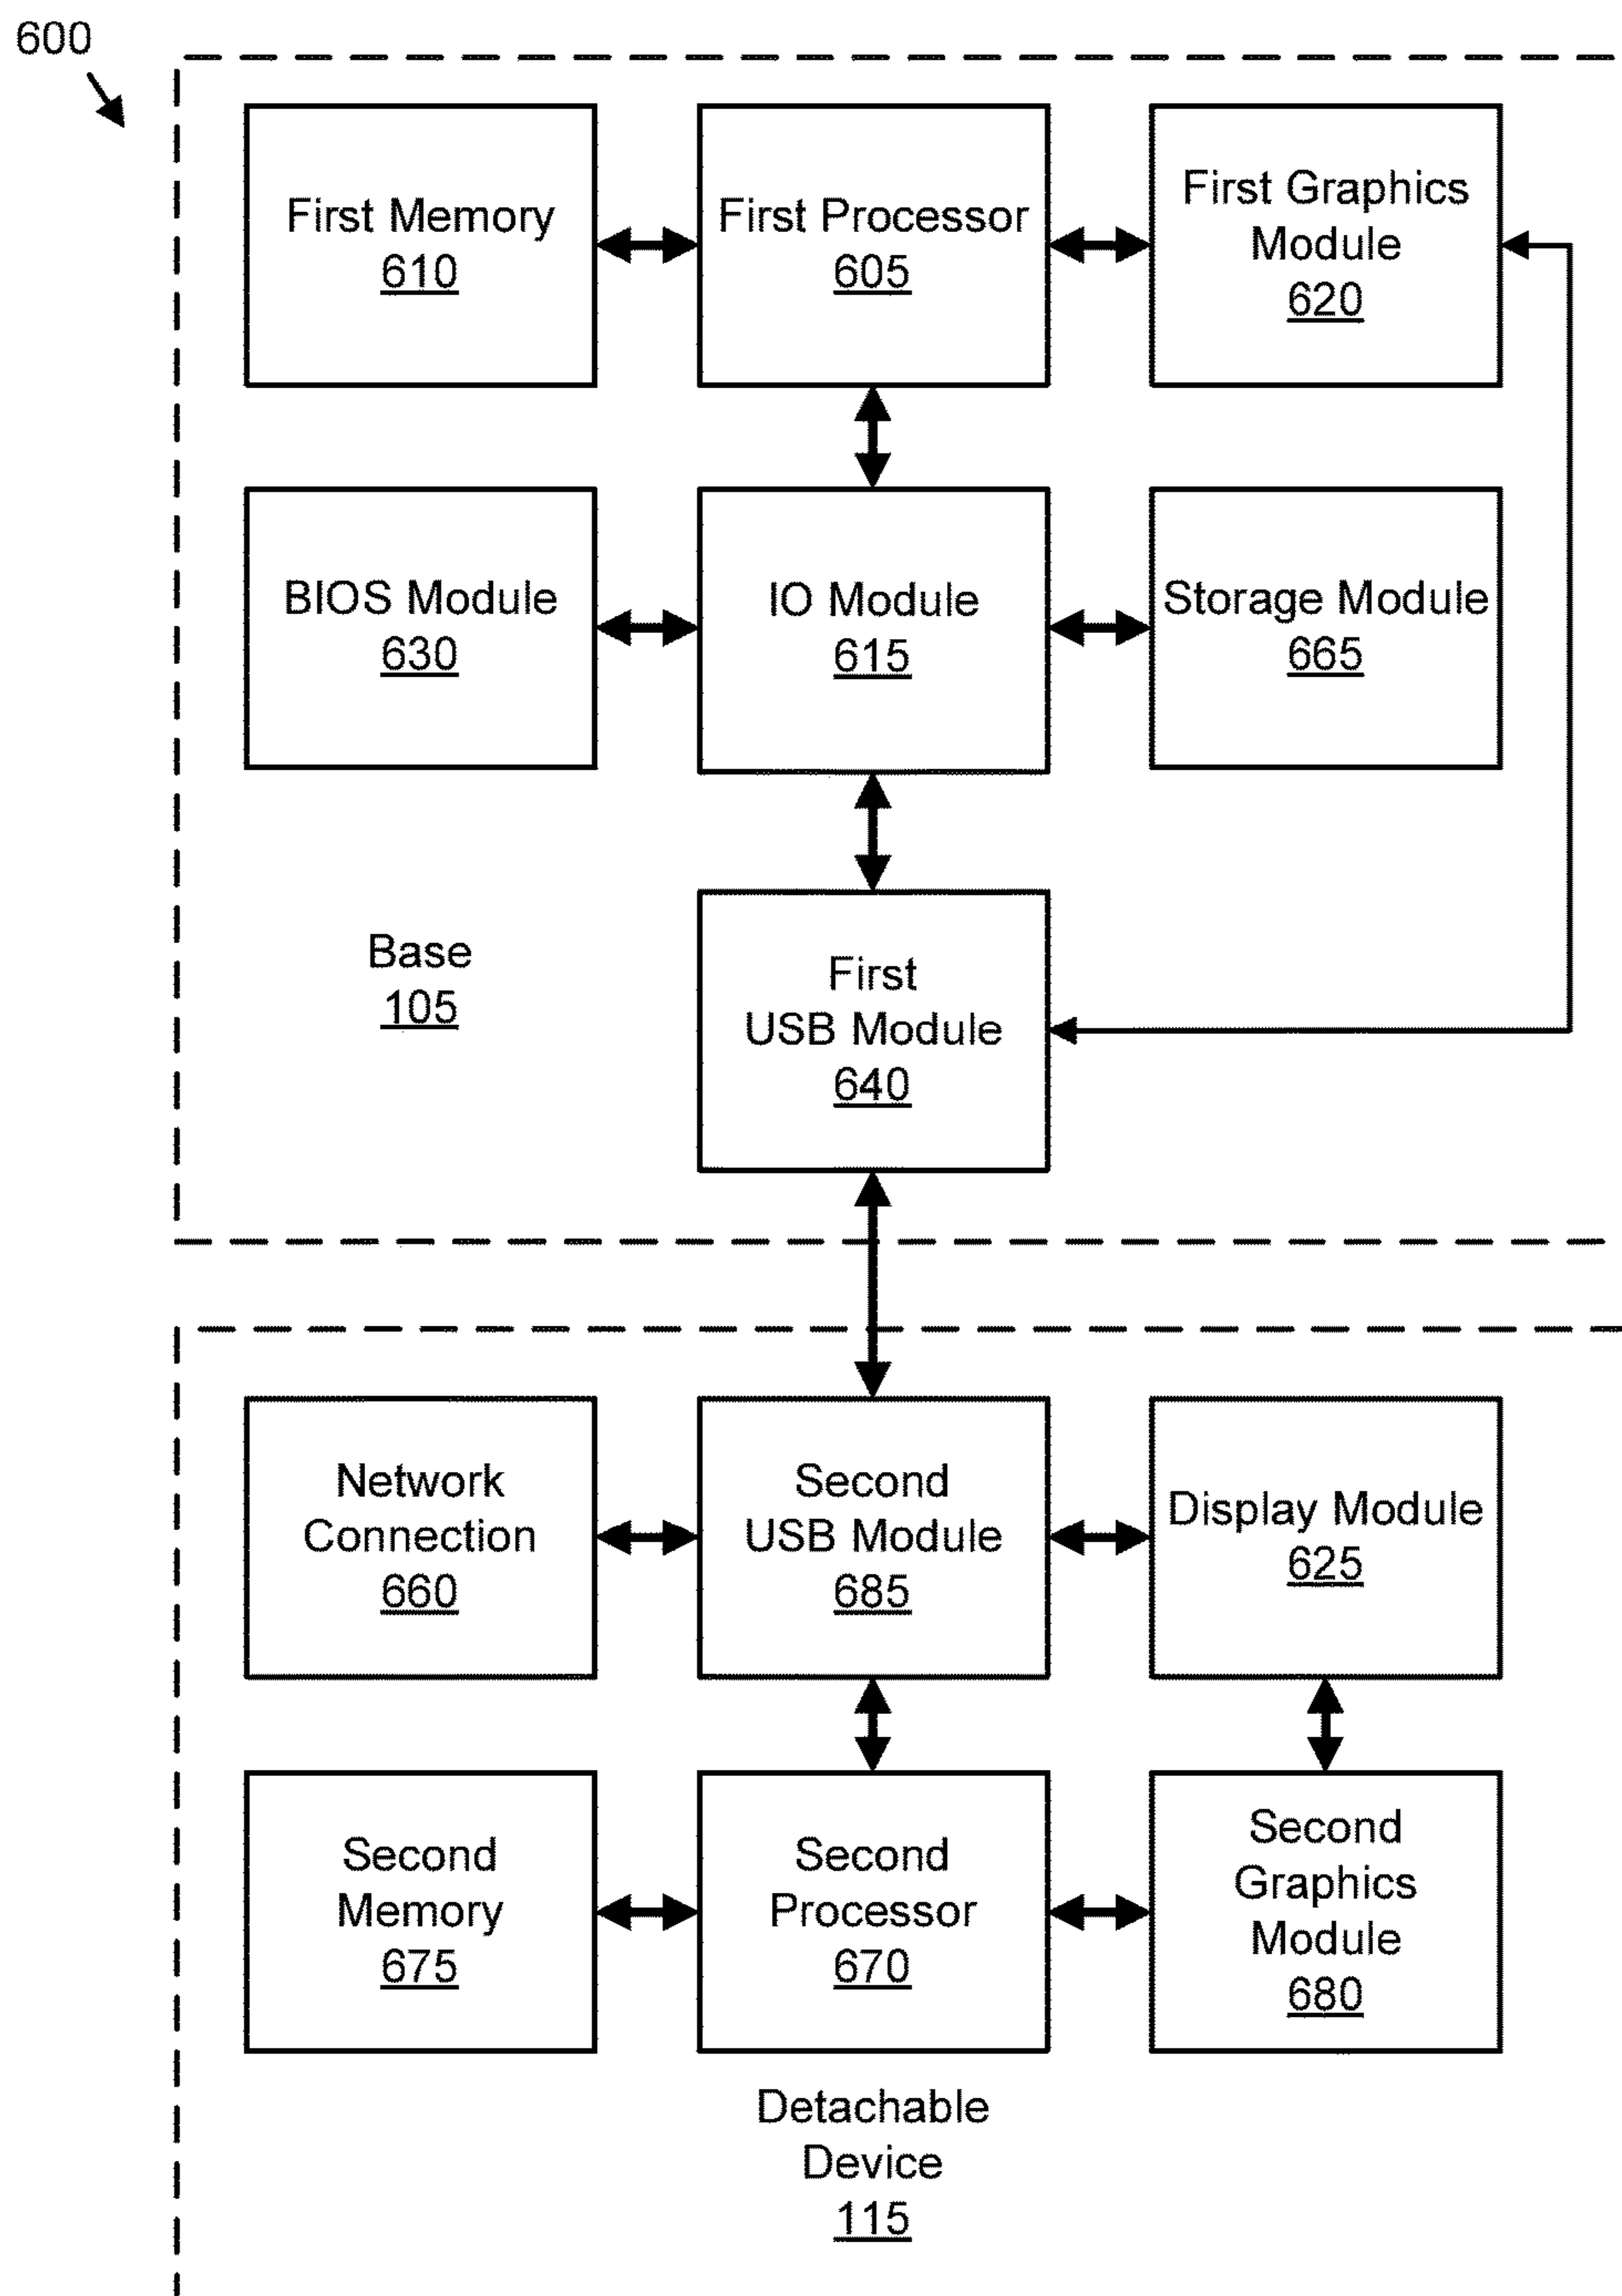 600
First Memory
610
First Processor
605
First Graphics
Module
620
BIOS Module
630
IO Module
615
Storage Module
665
Base
105
First
USB Module
640
Network
Connection
660
Second
USB Module
685
Display Module
625
Second
Memory
675
Second
Processor
670
Second
Graphics
Module
680
Detachable
Device
115